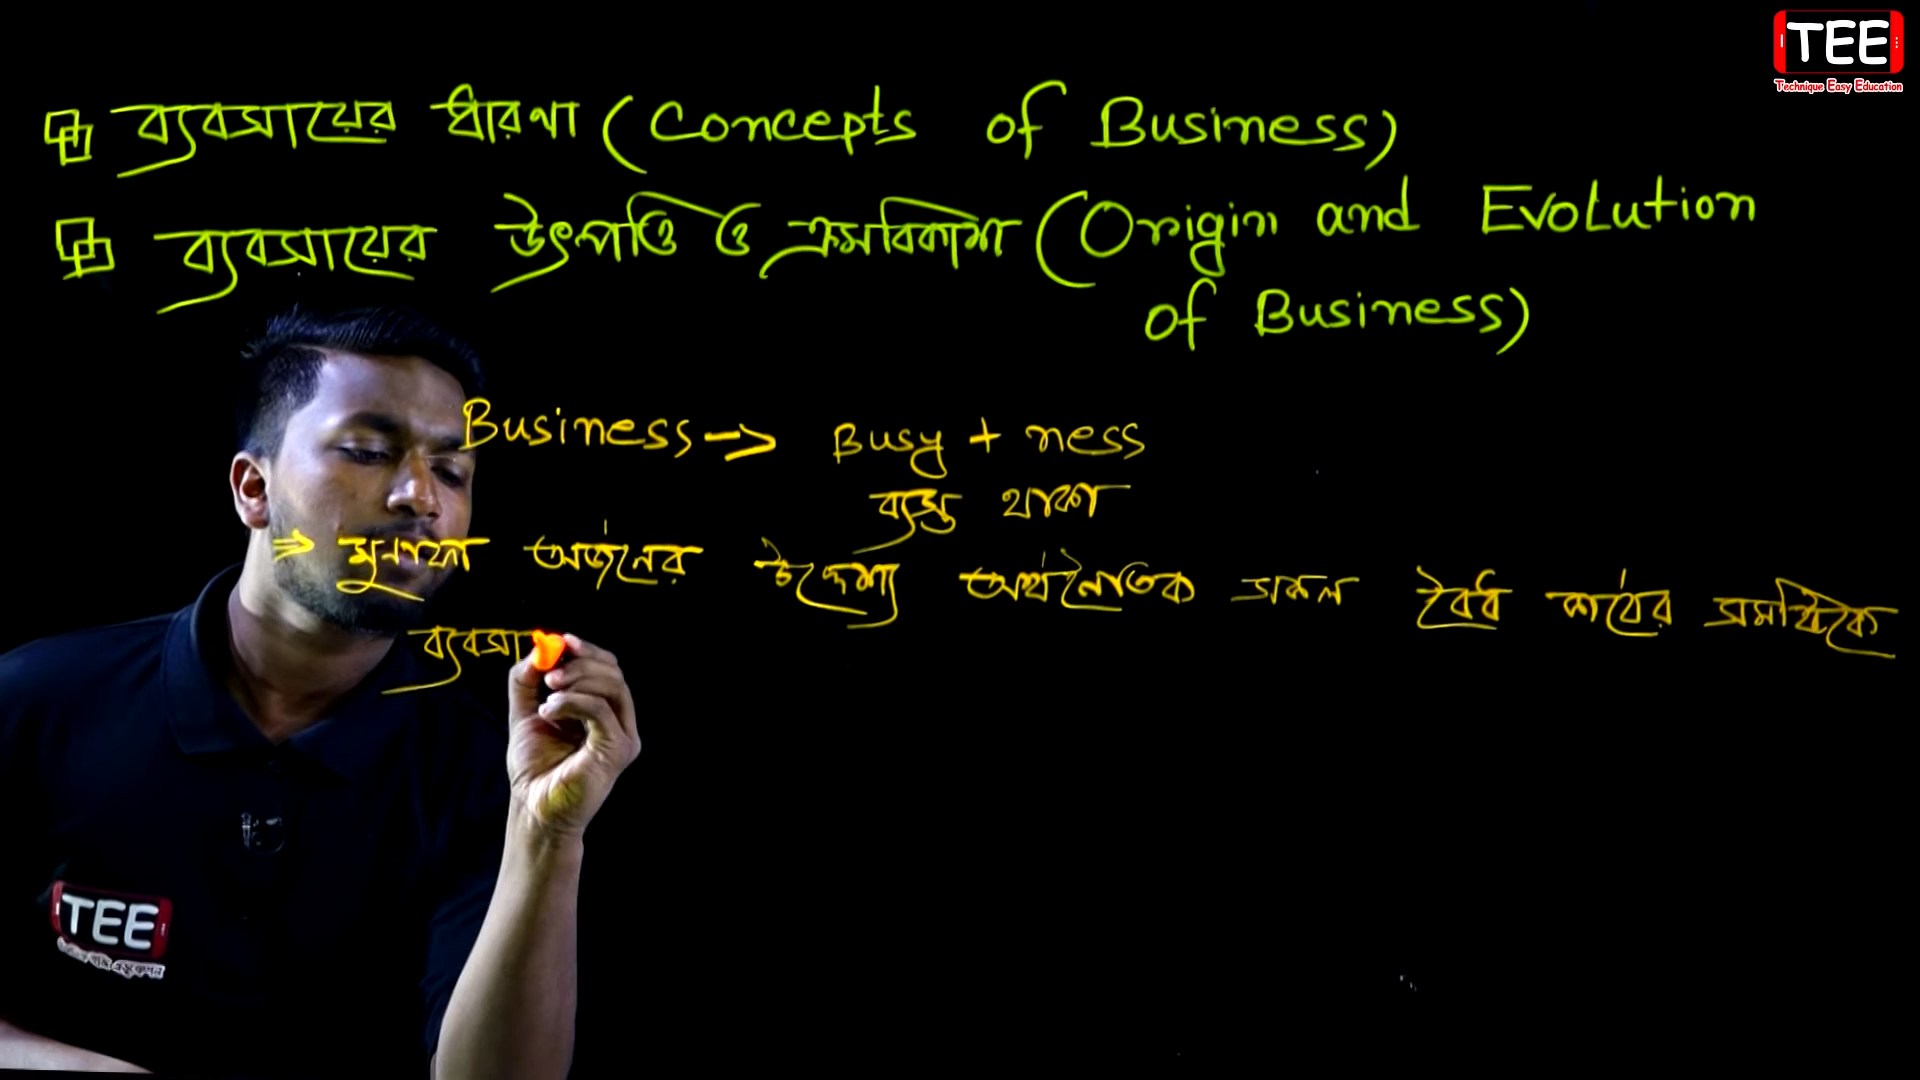 TEE
Technique Easy Education
ব্যবসায়ের ধারণা (Concepts of Business)
ব্যবসায়ের উৎপত্তি ও ক্রমবিকাশ (Origin and Evolution
of Business)
Business -> Busy + ness
ব্যস্ত থাকা
=> মুনাফা অর্জনের উদ্দেশ্য অর্থনৈতিক সকল বৈধ কার্যের সমষ্টিকে
ব্যবসা
TEE